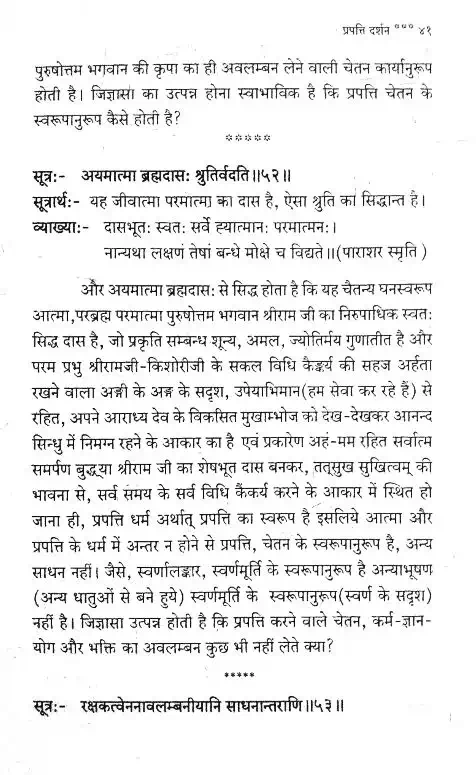 प्रपत्ति दर्शन °°° ४१
पुरुषोत्तम भगवान की कृपा का ही अवलम्बन लेने वाली चेतन कार्यानुरूप
होती है। जिज्ञासा का उत्पन्न होना स्वाभाविक है कि प्रपत्ति चेतन के
स्वरूपानुरूप कैसे होती है?
*****
सूत्र:- अयमात्मा ब्रह्मदासः श्रुतिर्वदति॥५२॥
सूत्रार्थ:- यह जीवात्मा परमात्मा का दास है, ऐसा श्रुति का सिद्धान्त है।
व्याख्या:- दासभूतः स्वतः सर्वे ह्यात्मानः परमात्मनः।
नान्यथा लक्षणं तेषां बन्धे मोक्षे च विद्यते॥(पाराशर स्मृति )
और अयमात्मा ब्रह्मदासः से सिद्ध होता है कि यह चैतन्य घनस्वरूप
आत्मा,परब्रह्म परमात्मा पुरुषोत्तम भगवान श्रीराम जी का निरुपाधिक स्वतः
सिद्ध दास है, जो प्रकृति सम्बन्ध शून्य, अमल, ज्योतिर्मय गुणातीत है और
परम प्रभु श्रीरामजी-किशोरीजी के सकल विधि कैङ्कर्य की सहज अर्हता
रखने वाला अङ्गी के अङ्ग के सदृश, उपेयाभिमान(हम सेवा कर रहे हैं) से
रहित, अपने आराध्य देव के विकसित मुखाम्भोज को देख-देखकर आनन्द
सिन्धु में निमग्न रहने के आकार का है एवं प्रकारेण अहं-मम रहित सर्वात्म
समर्पण बुद्ध्या श्रीराम जी का शेषभूत दास बनकर, तत्सुख सुखित्वम् की
भावना से, सर्व समय के सर्व विधि कैंकर्य करने के आकार में स्थित हो
जाना ही, प्रपत्ति धर्म अर्थात् प्रपत्ति का स्वरूप है इसलिये आत्मा और
प्रपत्ति के धर्म में अन्तर न होने से प्रपत्ति, चेतन के स्वरूपानुरूप है, अन्य
साधन नहीं। जैसे, स्वर्णालङ्कार, स्वर्णमूर्ति के स्वरूपानुरूप है अन्याभूषण
(अन्य धातुओं से बने हुये) स्वर्णमूर्ति के स्वरूपानुरूप(स्वर्ण के सदृश)
नहीं है। जिज्ञासा उत्पन्न होती है कि प्रपत्ति करने वाले चेतन, कर्म-ज्ञान-
योग और भक्ति का अवलम्बन कुछ भी नहीं लेते क्या?
*****
सूत्र:- रक्षकत्वेननावलम्बनीयानि साधनान्तराणि॥५३॥